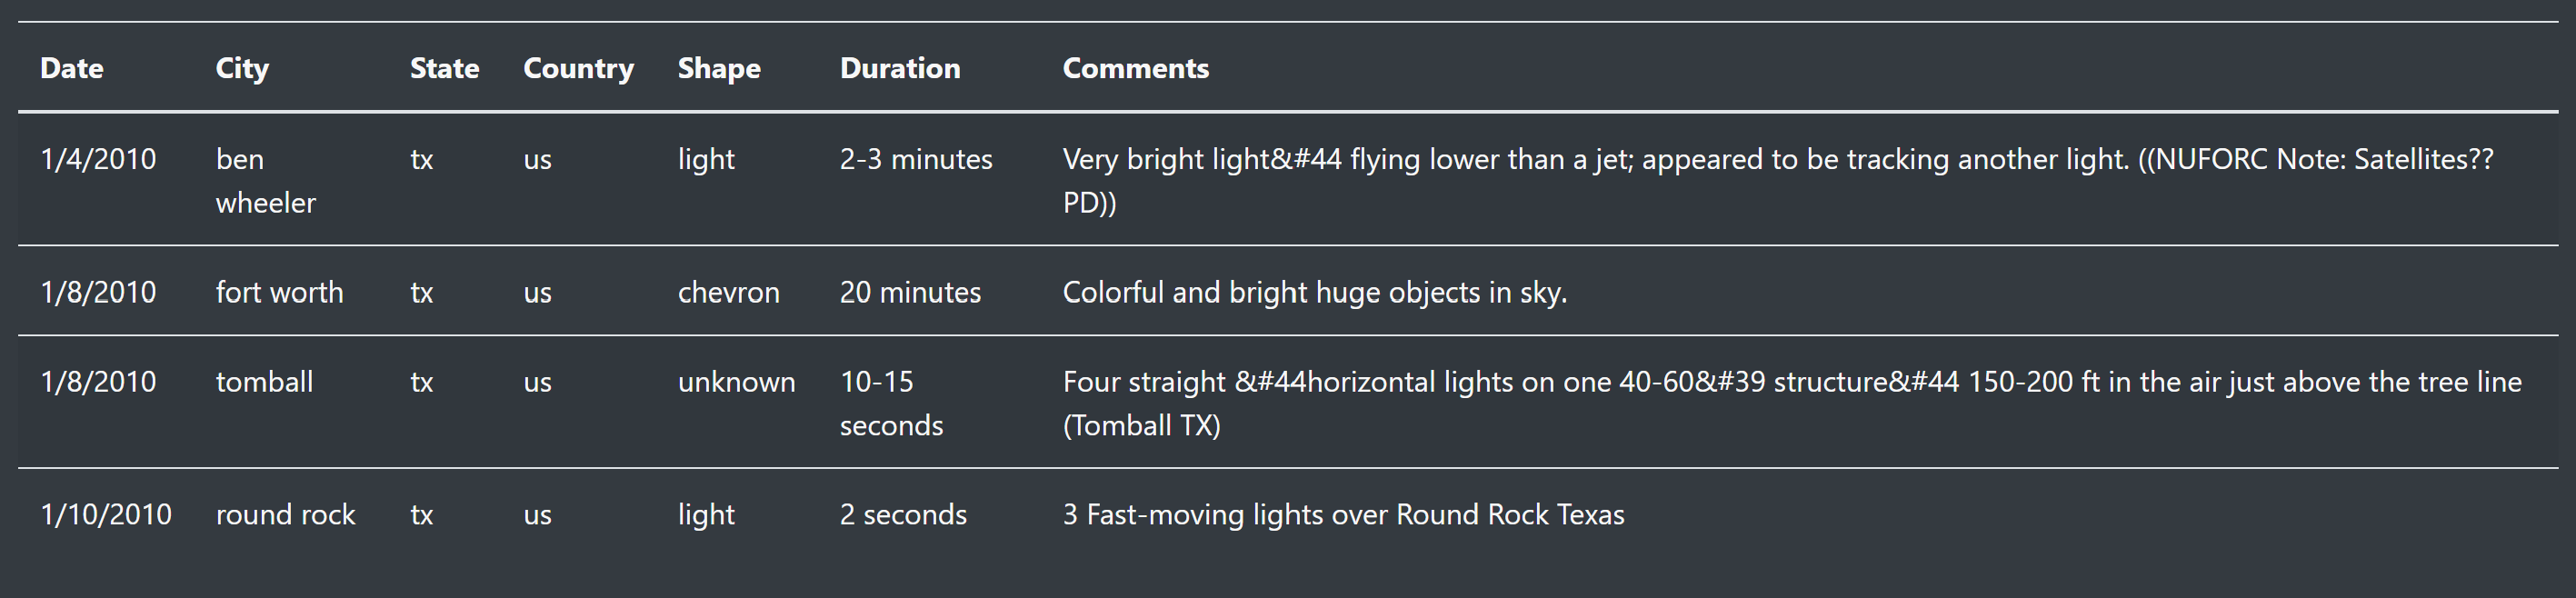 Date City State Country Shape Duration Comments
1/4/2010 ben tx us light 2-3 minutes Very bright light&#44 flying lower than a jet; appeared to be tracking another light. ((NUFORC Note: Satellites??
wheeler PD))
1/8/2010 fort worth tx us chevron 20 minutes Colorful and bright huge objects in sky.
1/8/2010 tomball tx us unknown 10-15 Four straight &#44horizontal lights on one 40-60&#39 structure&#44 150-200 ft in the air just above the tree line
seconds (Tomball TX)
1/10/2010 round rock tx us light 2 seconds 3 Fast-moving lights over Round Rock Texas